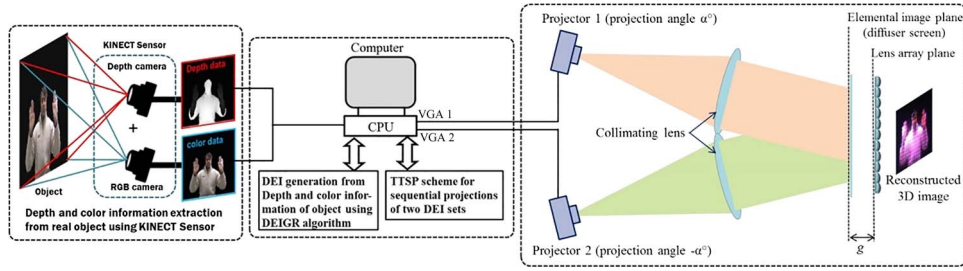 KINECT Sensor
Depth camera
Depth data
+
color data
Object
RGB camera
Depth and color information extraction
from real object using KINECT Sensor
Computer
CPU
VGA 1
VGA 2
DEI generation from
Depth and color infor-
mation of object using
DEIGR algorithm
TTSP scheme for
sequential projections
of two DEI sets
Projector 1 (projection angle α°)
Collimating lens
Projector 2 (projection angle -α°)
Elemental image plane
(diffuser screen)
Lens array plane
Reconstructed
3D image
g